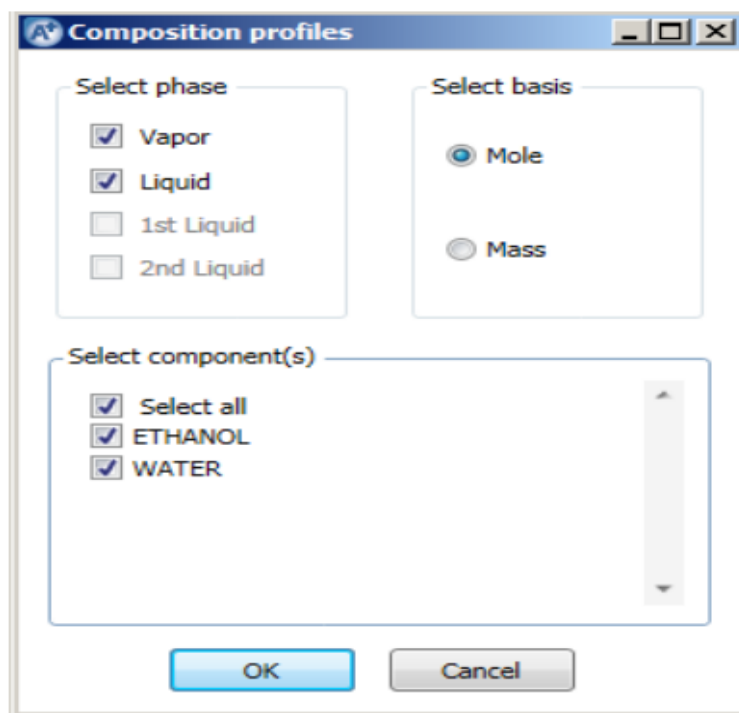 A+ Composition profiles
Select phase
Vapor
Liquid
1st Liquid
2nd Liquid
Select basis
Mole
Mass
Select component(s)
Select all
ETHANOL
WATER
OK
Cancel